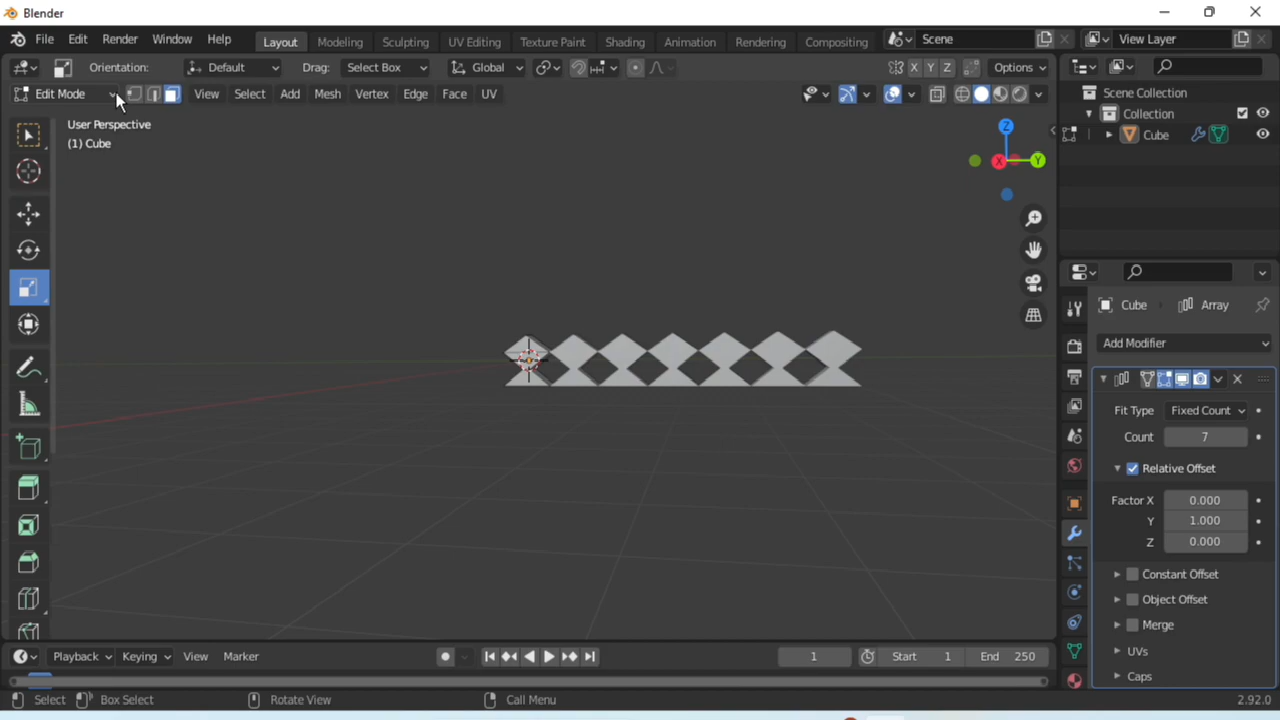 Blender
File Edit Render Window Help Layout Modeling Sculpting UV Editing Texture Paint Shading Animation Rendering Compositing Scene View Layer
Orientation: Default Drag: Select Box Global X Y Z Options
Edit Mode View Select Add Mesh Vertex Edge Face UV
Scene Collection
Collection
Cube
User Perspective
(1) Cube
Z
X Y
Cube Array
Add Modifier
Fit Type Fixed Count
Count 7
Relative Offset
Factor X 0.000
Y 1.000
Z 0.000
Constant Offset
Object Offset
Merge
UVs
Caps
Playback Keying View Marker 1 Start 1 End 250
Select Box Select Rotate View Call Menu 2.92.0